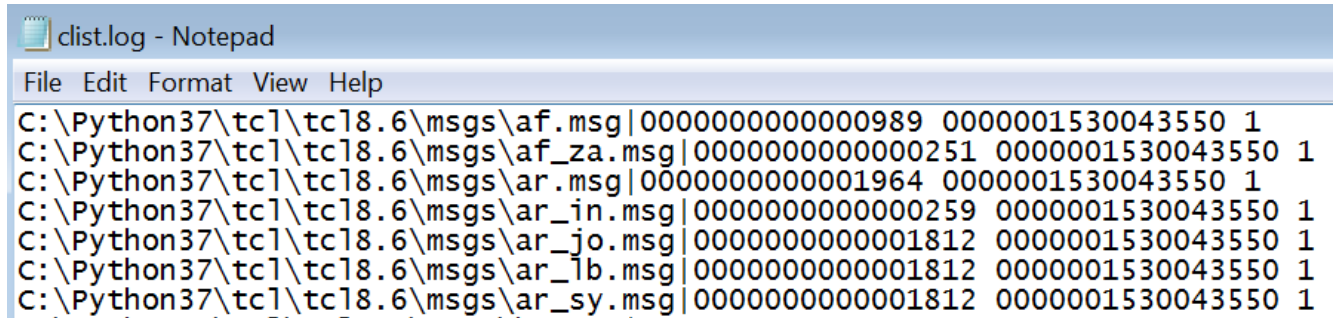 clist.log - Notepad
File Edit Format View Help
C:\Python37\tcl\tcl8.6\msgs\af.msg|0000000000000989 0000001530043550 1
C:\Python37\tcl\tcl8.6\msgs\af_za.msg|0000000000000251 0000001530043550 1
C:\Python37\tcl\tcl8.6\msgs\ar.msg|0000000000001964 0000001530043550 1
C:\Python37\tcl\tcl8.6\msgs\ar_in.msg|0000000000000259 0000001530043550 1
C:\Python37\tcl\tcl8.6\msgs\ar_jo.msg|0000000000001812 0000001530043550 1
C:\Python37\tcl\tcl8.6\msgs\ar_lb.msg|0000000000001812 0000001530043550 1
C:\Python37\tcl\tcl8.6\msgs\ar_sy.msg|0000000000001812 0000001530043550 1